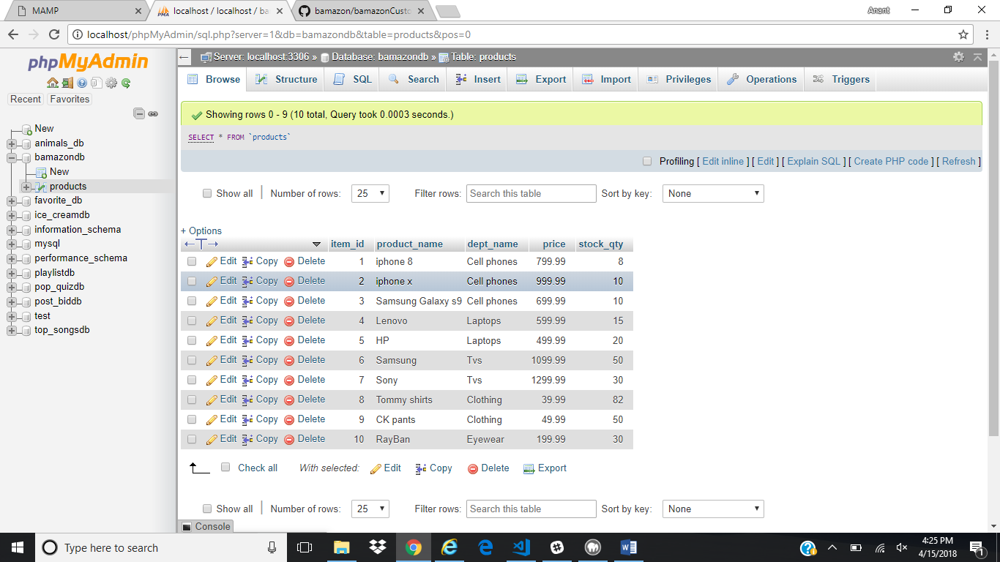 MAMP
localhost / localhost / ba
bamazon/bamazonCusto
Anant
localhost/phpMyAdmin/sql.php?server=1&db=bamazondb&table=products&pos=0
phpMyAdmin
Recent Favorites
New
animals_db
bamazondb
New
products
favorite_db
ice_creamdb
information_schema
mysql
performance_schema
playlistdb
pop_quizdb
post_biddb
test
top_songsdb
Server: localhost:3306 » Database: bamazondb » Table: products
Browse Structure SQL Search Insert Export Import Privileges Operations Triggers
Showing rows 0 - 9 (10 total, Query took 0.0003 seconds.)
SELECT * FROM `products`
Profiling [ Edit inline ] [ Edit ] [ Explain SQL ] [ Create PHP code ] [ Refresh ]
Show all Number of rows: 25 Filter rows: Search this table Sort by key: None
+ Options
item_id product_name dept_name price stock_qty
Edit Copy Delete 1 iphone 8 Cell phones 799.99 8
Edit Copy Delete 2 iphone x Cell phones 999.99 10
Edit Copy Delete 3 Samsung Galaxy s9 Cell phones 699.99 10
Edit Copy Delete 4 Lenovo Laptops 599.99 15
Edit Copy Delete 5 HP Laptops 499.99 20
Edit Copy Delete 6 Samsung Tvs 1099.99 50
Edit Copy Delete 7 Sony Tvs 1299.99 30
Edit Copy Delete 8 Tommy shirts Clothing 39.99 82
Edit Copy Delete 9 CK pants Clothing 49.99 50
Edit Copy Delete 10 RayBan Eyewear 199.99 30
Check all With selected: Edit Copy Delete Export
Show all Number of rows: 25 Filter rows: Search this table Sort by key: None
Console
Type here to search
4:25 PM
4/15/2018
1